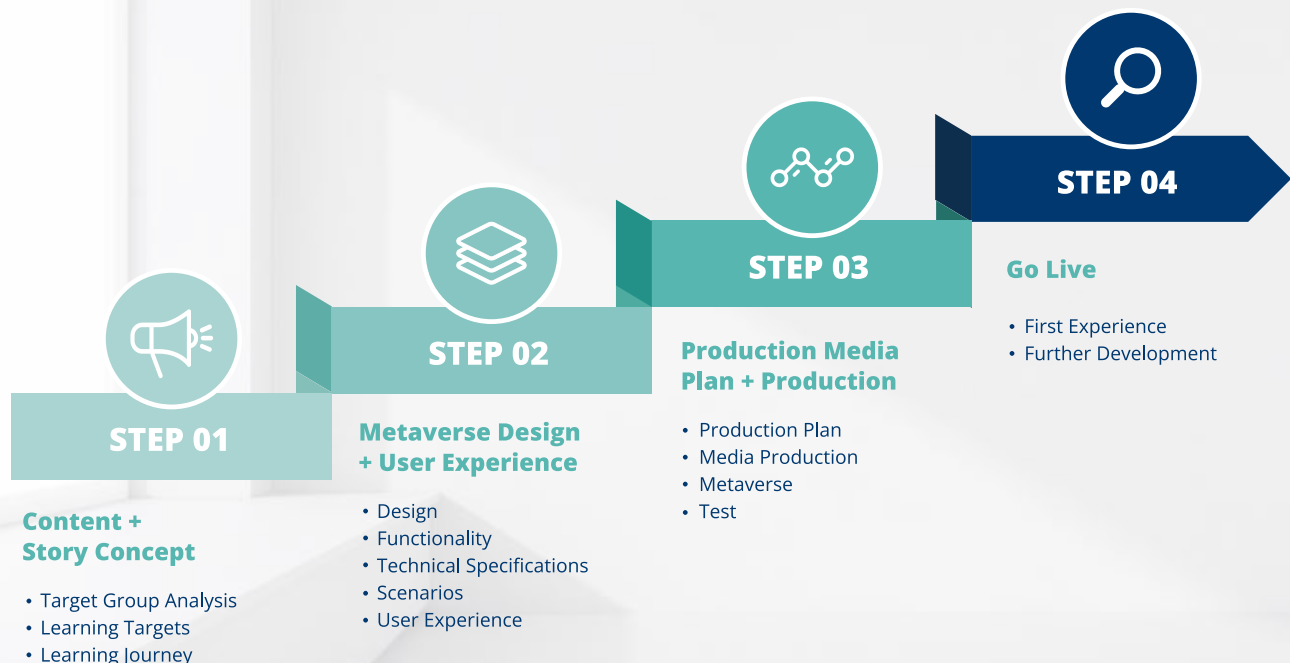 STEP 01
Content +
Story Concept
• Target Group Analysis
• Learning Targets
• Learning Journey
STEP 02
Metaverse Design
+ User Experience
• Design
• Functionality
• Technical Specifications
• Scenarios
• User Experience
STEP 03
Production Media
Plan + Production
• Production Plan
• Media Production
• Metaverse
• Test
STEP 04
Go Live
• First Experience
• Further Development